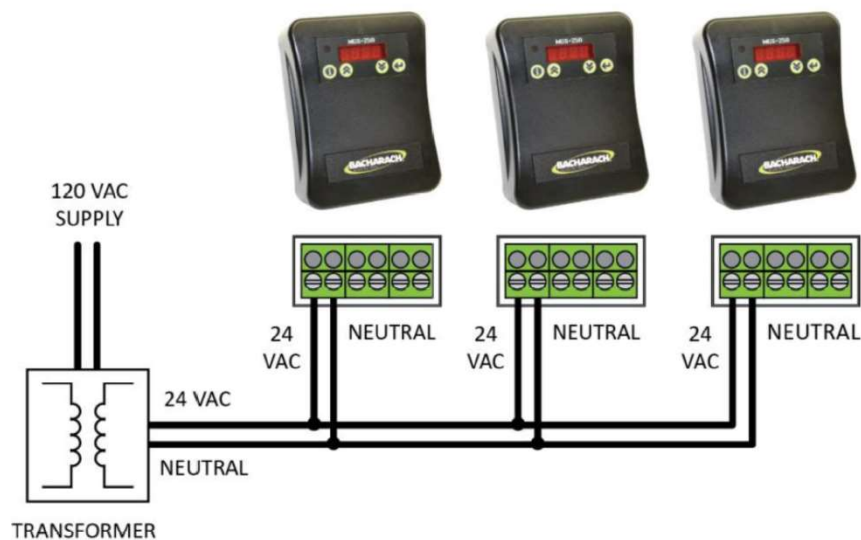 MGS-250
MGS-250
MGS-250
BACHARACH
BACHARACH
BACHARACH
120 VAC
SUPPLY
24
VAC
NEUTRAL
24
VAC
NEUTRAL
24
VAC
NEUTRAL
24 VAC
NEUTRAL
TRANSFORMER